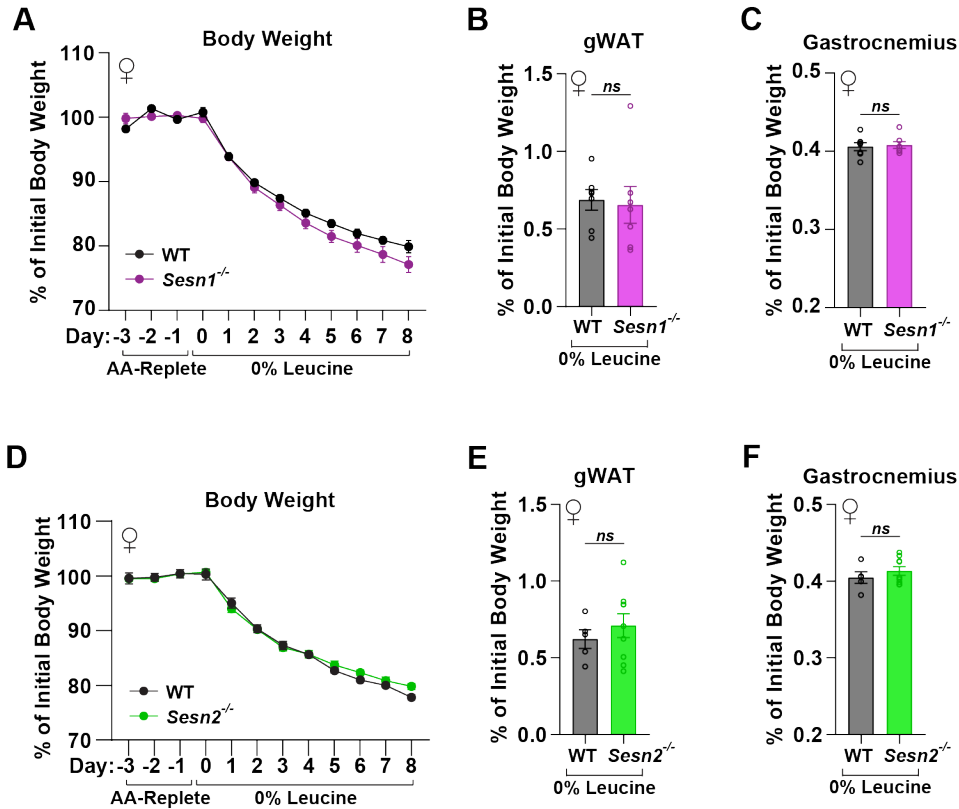 A
Body Weight
% of Initial Body Weight
110
100
90
80
70
♀
WT
Sesn1-/-
Day: -3 -2 -1 0 1 2 3 4 5 6 7 8
AA-Replete 0% Leucine
B
gWAT
% of Initial Body Weight
1.5
1.0
0.5
0.0
♀
ns
WT Sesn1-/-
0% Leucine
C
Gastrocnemius
% of Initial Body Weight
0.5
0.4
0.3
0.2
♀
ns
WT Sesn1-/-
0% Leucine
D
Body Weight
% of Initial Body Weight
110
100
90
80
70
♀
WT
Sesn2-/-
Day: -3 -2 -1 0 1 2 3 4 5 6 7 8
AA-Replete 0% Leucine
E
gWAT
% of Initial Body Weight
1.5
1.0
0.5
0.0
♀
ns
WT Sesn2-/-
0% Leucine
F
Gastrocnemius
% of Initial Body Weight
0.5
0.4
0.3
0.2
♀
ns
WT Sesn2-/-
0% Leucine